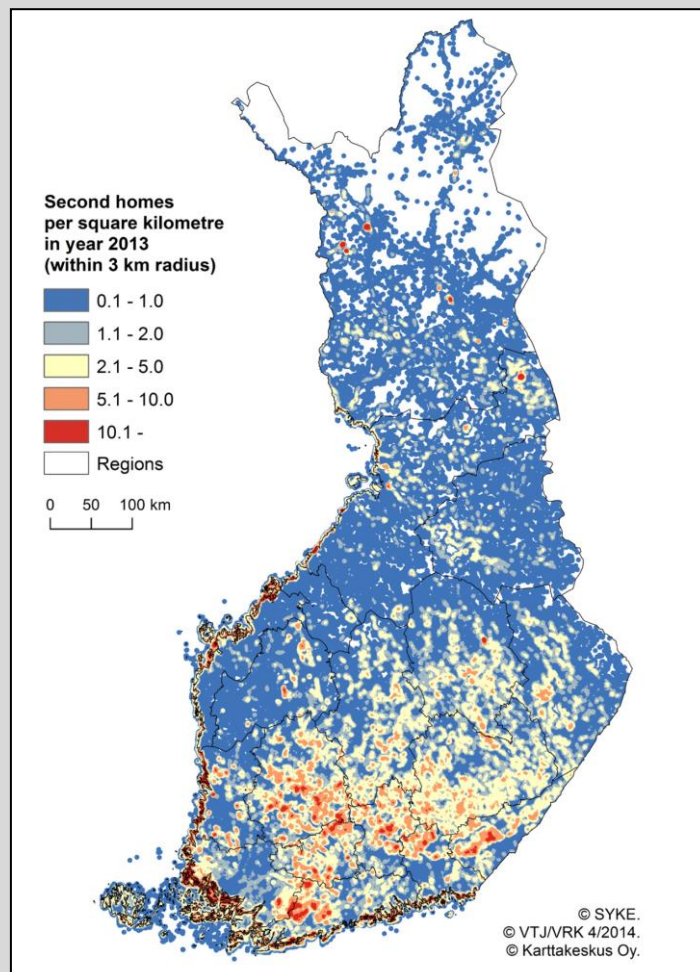 Second homes
per square kilometre
in year 2013
(within 3 km radius)
0.1 - 1.0
1.1 - 2.0
2.1 - 5.0
5.1 - 10.0
10.1 -
Regions
0 50 100 km
© SYKE.
© VTJ/VRK 4/2014.
© Karttakeskus Oy.